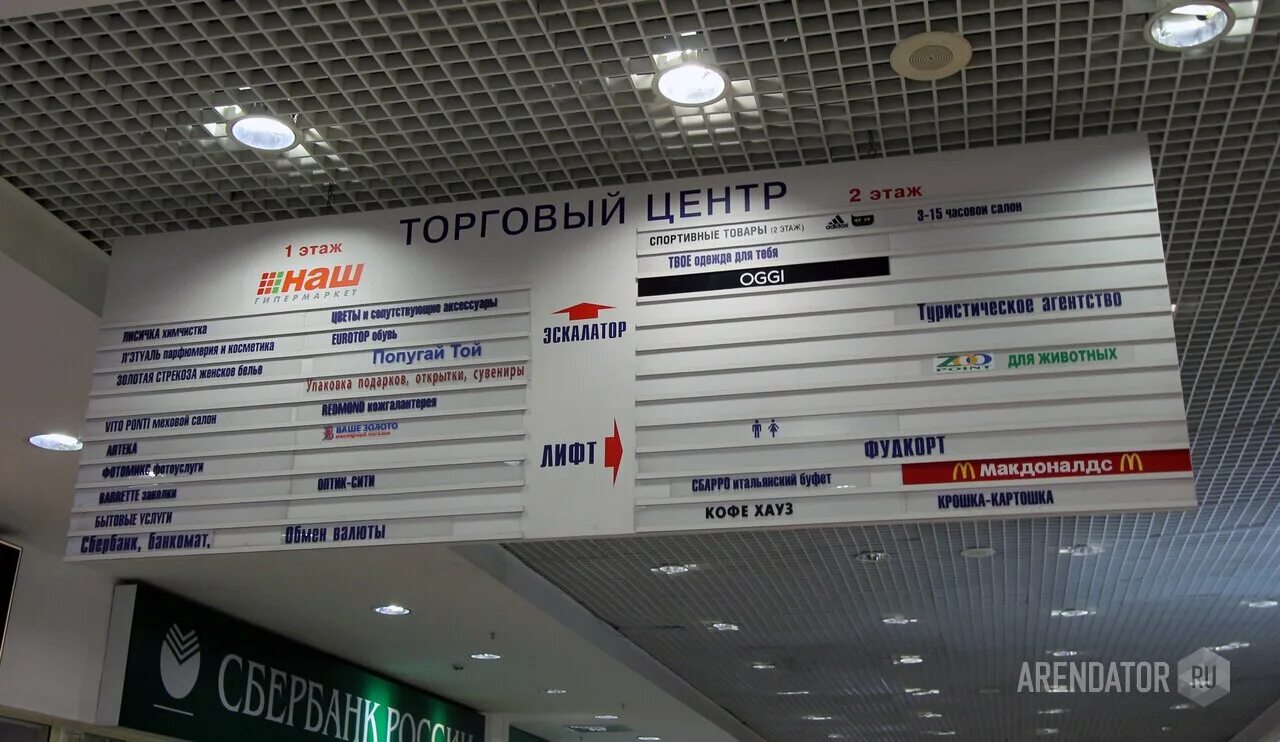 ТОРГОВЫЙ ЦЕНТР
1 этаж
НАШ
ГИПЕРМАРКЕТ
ЛИСИЧКА химчистка
Л'ЭТУАЛЬ парфюмерия и косметика
ЗОЛОТАЯ СТРЕКОЗА женское белье
VITO PONTI меховой салон
АПТЕКА
ФОТОМИКС фотоуслуги
BARRETTE заколки
БЫТОВЫЕ УСЛУГИ
Сбербанк, банкомат.
ЦВЕТЫ и сопутствующие аксессуары
EUROTOP обувь
Попугай Той
Упаковка подарков, открытки, сувениры
REDMOND кожгалантерея
ВАШЕ ЗОЛОТО
ОПТИК-СИТИ
Обмен валюты
ЭСКАЛАТОР
ЛИФТ
2 этаж
СПОРТИВНЫЕ ТОВАРЫ (2 ЭТАЖ)
adidas
ТВОЕ одежда для тебя
OGGI
СБАРРО итальянский буфет
КОФЕ ХАУЗ
3-15 часовой салон
Туристическое агентство
ZOO POINT ДЛЯ ЖИВОТНЫХ
ФУДКОРТ
МАКДОНАЛДС
КРОШКА-КАРТОШКА
СБЕРБАНК РОССИИ
ARENDATOR RU